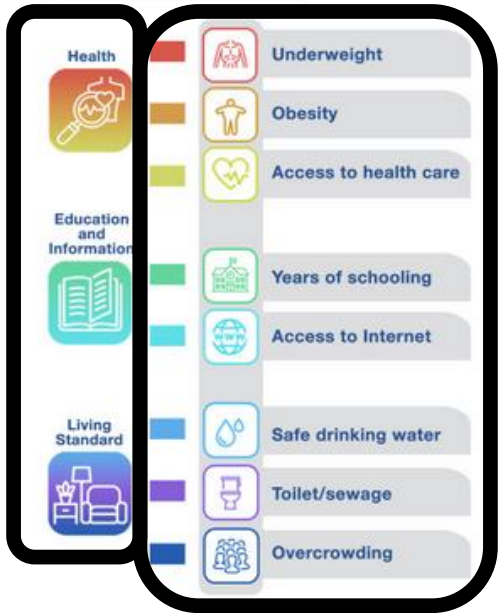 Health
Underweight
Obesity
Access to health care
Education
and
Information
Years of schooling
Access to Internet
Living
Standard
Safe drinking water
Toilet/sewage
Overcrowding